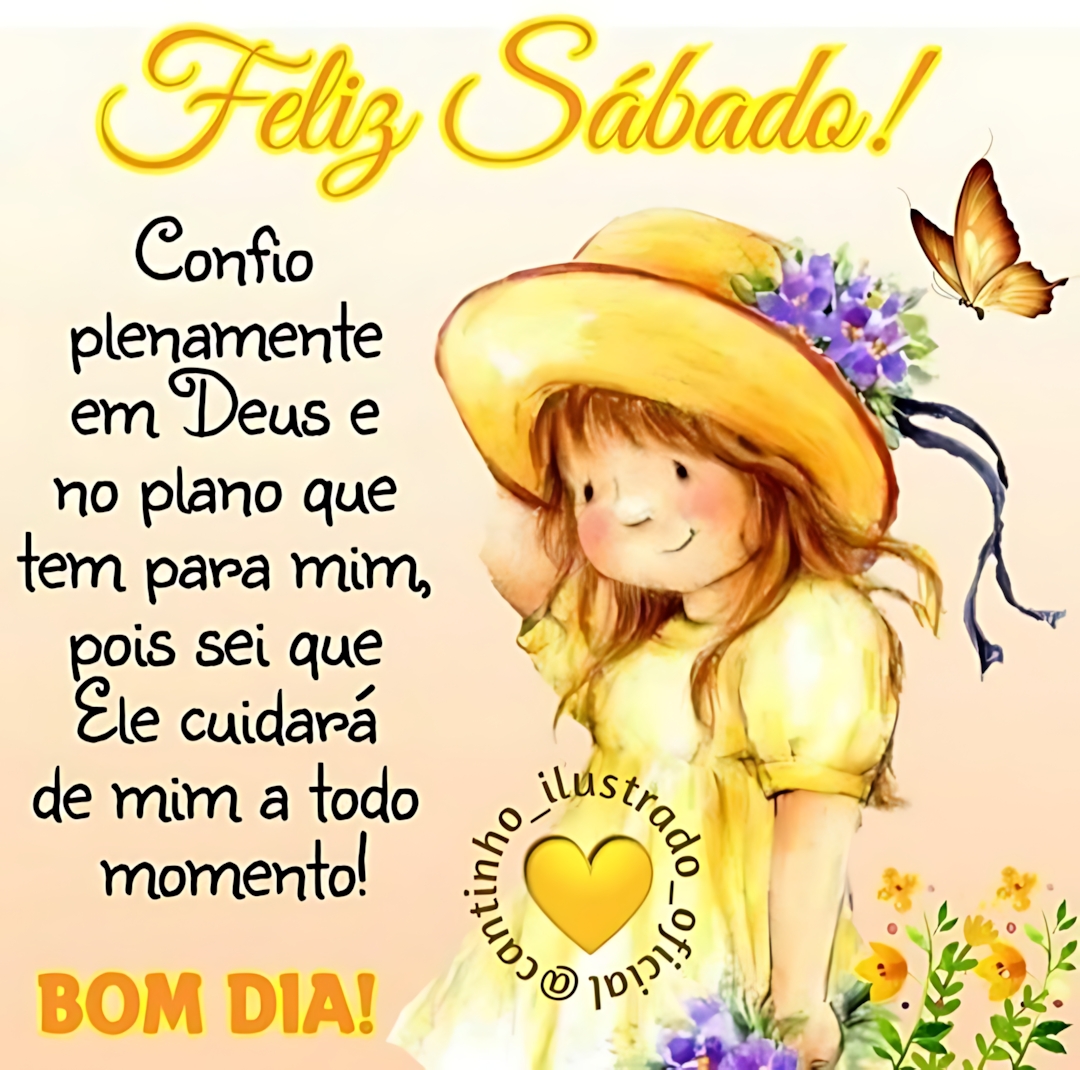 Feliz Sábado!
Confio
plenamente
em Deus e
no plano que
tem para mim,
pois sei que
Ele cuidará
de mim a todo
momento!
BOM DIA!
@cantinho_ilustrado_oficial